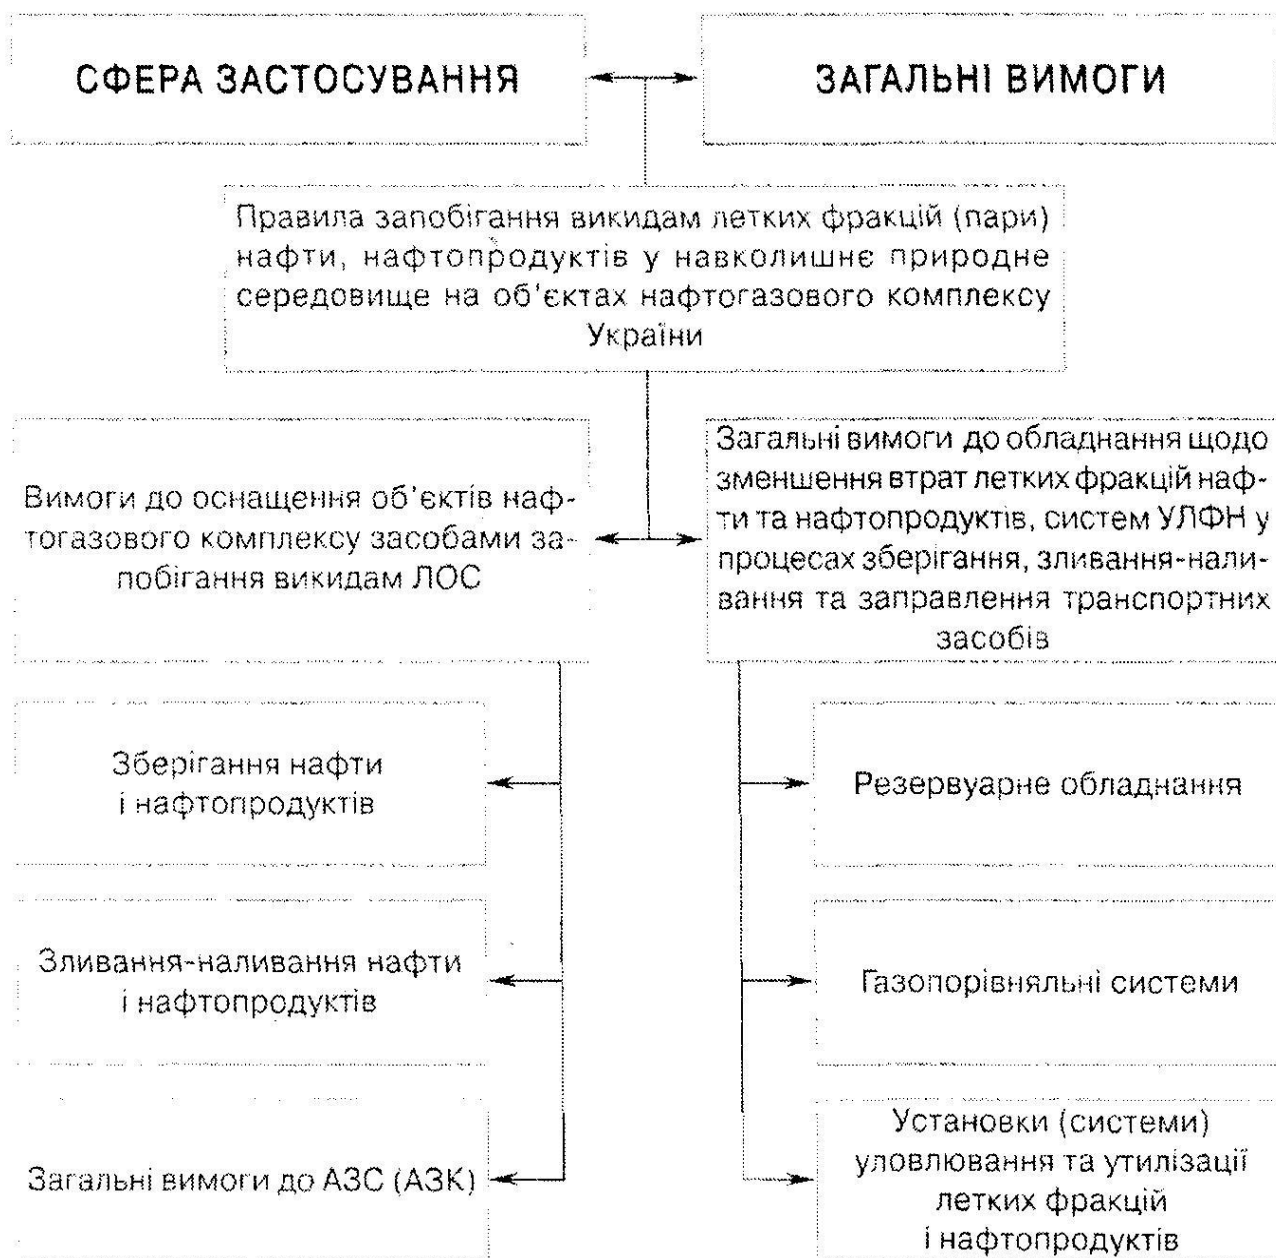 СФЕРА ЗАСТОСУВАННЯ
ЗАГАЛЬНІ ВИМОГИ
Правила запобігання викидам летких фракцій (пари)
нафти, нафтопродуктів у навколишнє природне
середовище на об’єктах нафтогазового комплексу
України
Вимоги до оснащення об’єктів наф-
тогазового комплексу засобами за-
побігання викидам ЛОС
Загальні вимоги до обладнання щодо
зменшення втрат летких фракцій наф-
ти та нафтопродуктів, систем УЛФН у
процесах зберігання, зливання-нали-
вання та заправлення транспортних
засобів
Зберігання нафти
і нафтопродуктів
Резервуарне обладнання
Зливання-наливання нафти
і нафтопродуктів
Газопорівняльні системи
Загальні вимоги до АЗС (АЗК)
Установки (системи)
уловлювання та утилізації
летких фракцій
і нафтопродуктів